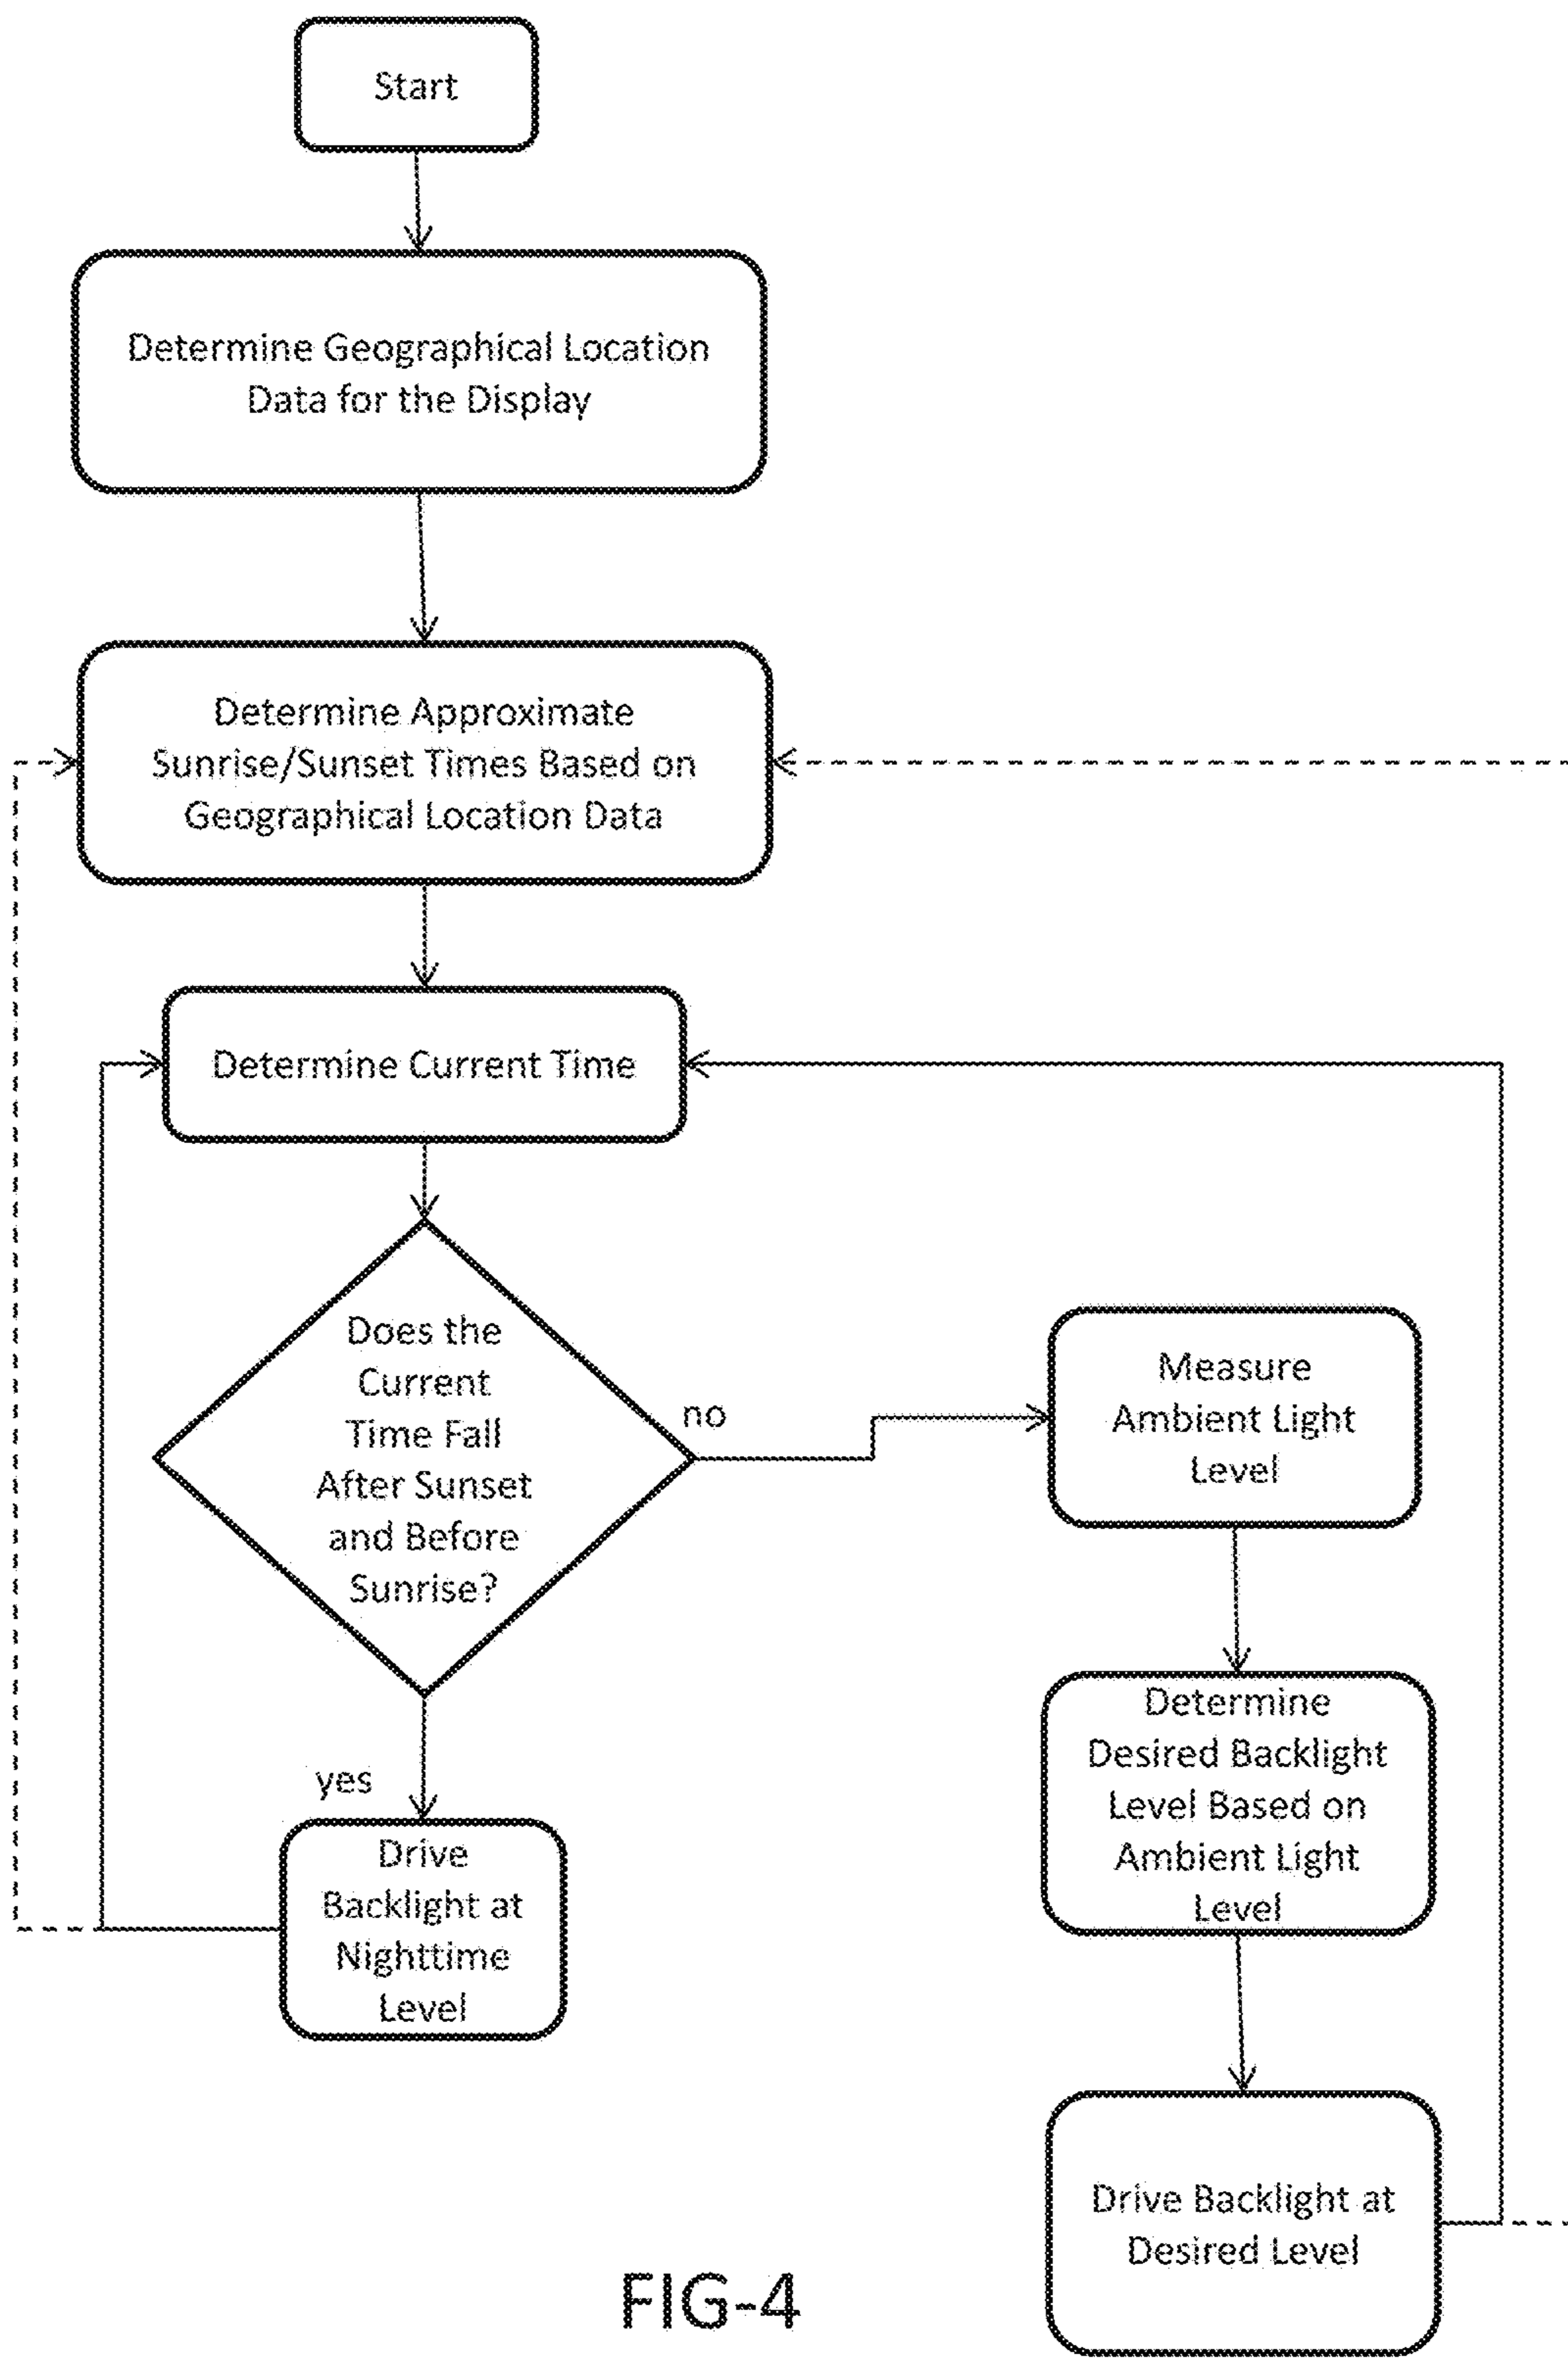 Start
Determine Geographical Location
Data for the Display
Determine Approximate
Sunrise/Sunset Times Based on
Geographical Location Data
Determine Current Time
Does the
Current
Time Fall
After Sunset
and Before
Sunrise?
no
yes
Drive
Backlight at
Nighttime
Level
Measure
Ambient Light
Level
Determine
Desired Backlight
Level Based on
Ambient Light
Level
Drive Backlight at
Desired Level
FIG-4